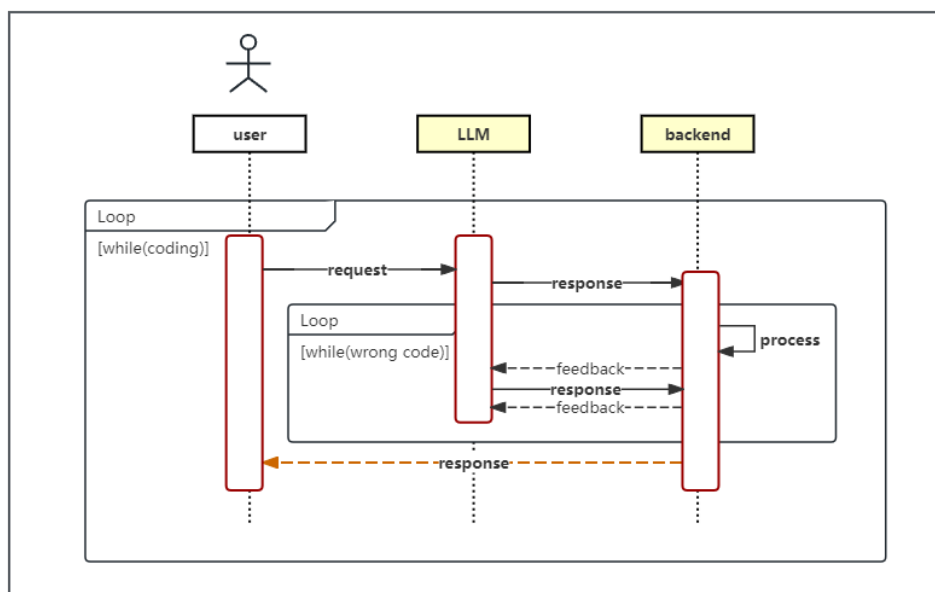 user
LLM
backend
Loop
[while(coding)]
request
response
Loop
[while(wrong code)]
process
feedback
response
feedback
response